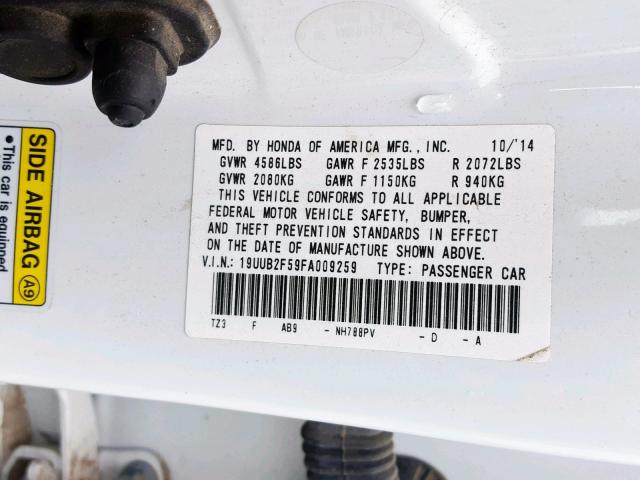 MFD. BY HONDA OF AMERICA MFG., INC. 10/'14
GVWR 4586LBS GAWR F 2535LBS R 2072LBS
GVWR 2080KG GAWR F 1150KG R 940KG
THIS VEHICLE CONFORMS TO ALL APPLICABLE
FEDERAL MOTOR VEHICLE SAFETY, BUMPER,
AND THEFT PREVENTION STANDARDS IN EFFECT
ON THE DATE OF MANUFACTURE SHOWN ABOVE.
V.I.N.: 19UUB2F59FA009259 TYPE: PASSENGER CAR
TZ3 F AB9 - NH788PV - D - A
SIDE AIRBAG A9
• This car is equipped